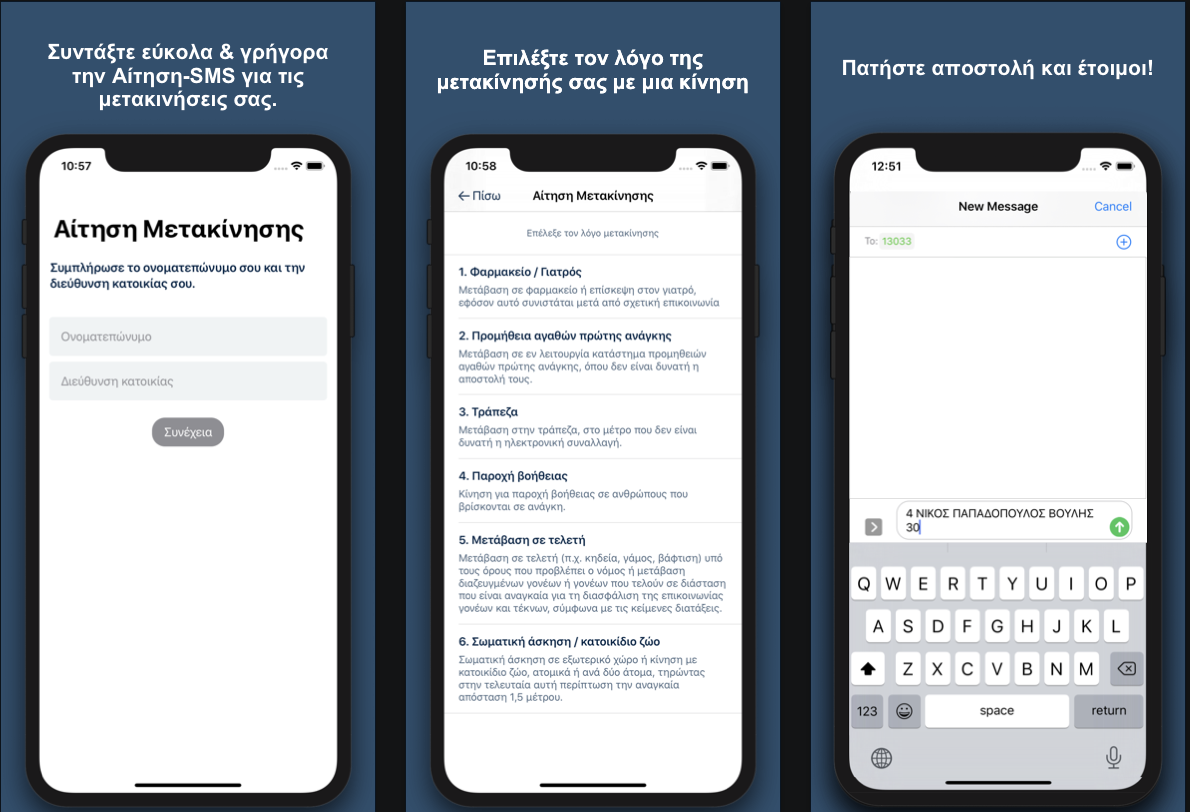 Συντάξτε εύκολα & γρήγορα
την Αίτηση-SMS για τις
μετακινήσεις σας.
10:57
Αίτηση Μετακίνησης
Συμπλήρωσε το ονοματεπώνυμο σου και την
διεύθυνση κατοικίας σου.
Ονοματεπώνυμο
Διεύθυνση κατοικίας
Συνέχεια
Επιλέξτε τον λόγο της
μετακίνησής σας με μια κίνηση
10:58
Πίσω
Αίτηση Μετακίνησης
Επέλεξε τον λόγο μετακίνησης
1. Φαρμακείο / Γιατρός
Μετάβαση σε φαρμακείο ή επίσκεψη στον γιατρό,
εφόσον αυτό συνιστάται μετά από σχετική επικοινωνία
2. Προμήθεια αγαθών πρώτης ανάγκης
Μετάβαση σε εν λειτουργία κατάστημα προμηθειών
αγαθών πρώτης ανάγκης, όπου δεν είναι δυνατή η
αποστολή τους.
3. Τράπεζα
Μετάβαση στην τράπεζα, στο μέτρο που δεν είναι
δυνατή η ηλεκτρονική συναλλαγή.
4. Παροχή βοήθειας
Κίνηση για παροχή βοήθειας σε ανθρώπους που
βρίσκονται σε ανάγκη.
5. Μετάβαση σε τελετή
Μετάβαση σε τελετή (π.χ. κηδεία, γάμος, βάφτιση) υπό
τους όρους που προβλέπει ο νόμος ή μετάβαση
διαζευγμένων γονέων ή γονέων που τελούν σε διάσταση
που είναι αναγκαία για τη διασφάλιση της επικοινωνίας
γονέων και τέκνων, σύμφωνα με τις κείμενες διατάξεις.
6. Σωματική άσκηση / κατοικίδιο ζώο
Σωματική άσκηση σε εξωτερικό χώρο ή κίνηση με
κατοικίδιο ζώο, ατομικά ή ανά δύο άτομα, τηρώντας
στην τελευταία αυτή περίπτωση την αναγκαία
απόσταση 1,5 μέτρου.
Πατήστε αποστολή και έτοιμοι!
12:51
New Message
Cancel
To: 13033
4 ΝΙΚΟΣ ΠΑΠΑΔΟΠΟΥΛΟΣ ΒΟΥΛΗΣ
30
Q W E R T Y U I O P
A S D F G H J K L
Z X C V B N M
123 space return